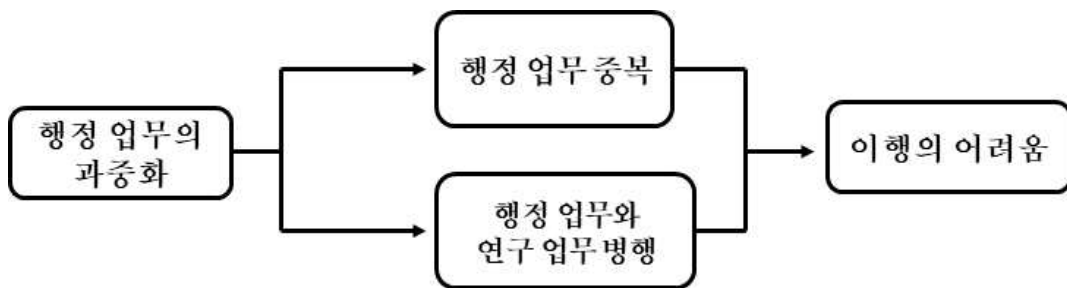 행정 업무의
과중화
행정 업무 중복
행정 업무와
연구 업무 병행
이행의 어려움